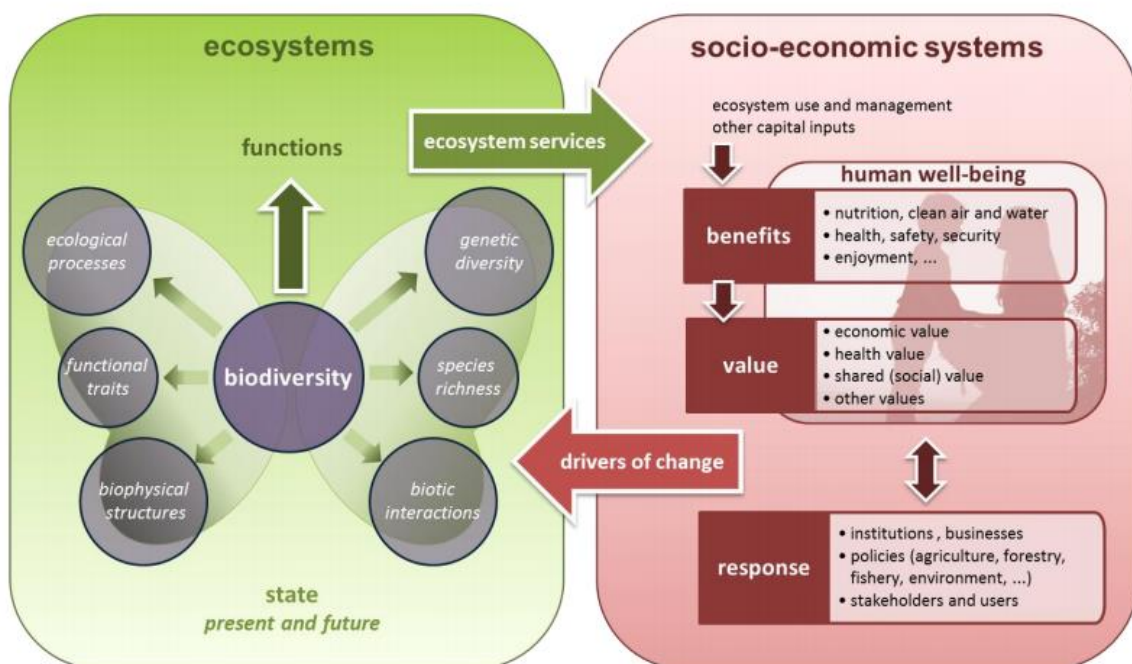 ecosystems
functions
ecological
processes
genetic
diversity
functional
traits
biodiversity
species
richness
biophysical
structures
biotic
interactions
state
present and future
ecosystem services
drivers of change
socio-economic systems
ecosystem use and management
other capital inputs
human well-being
benefits
• nutrition, clean air and water
• health, safety, security
• enjoyment, ...
value
• economic value
• health value
• shared (social) value
• other values
response
• institutions , businesses
• policies (agriculture, forestry,
fishery, environment, ...)
• stakeholders and users